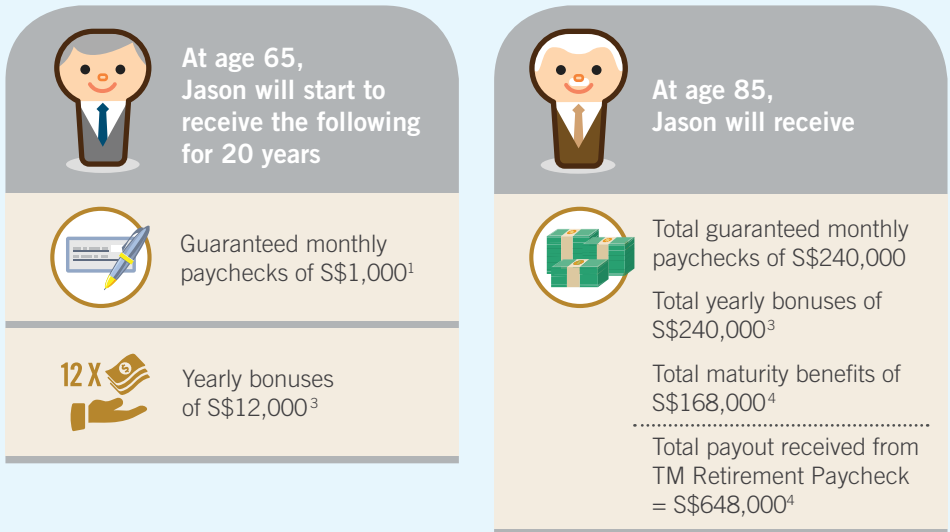 At age 65,
Jason will start to
receive the following
for 20 years
Guaranteed monthly
paychecks of S$1,000¹
12 X
Yearly bonuses
of S$12,000³
At age 85,
Jason will receive
Total guaranteed monthly
paychecks of S$240,000
Total yearly bonuses of
S$240,000³
Total maturity benefits of
S$168,000⁴
Total payout received from
TM Retirement Paycheck
= S$648,000⁴